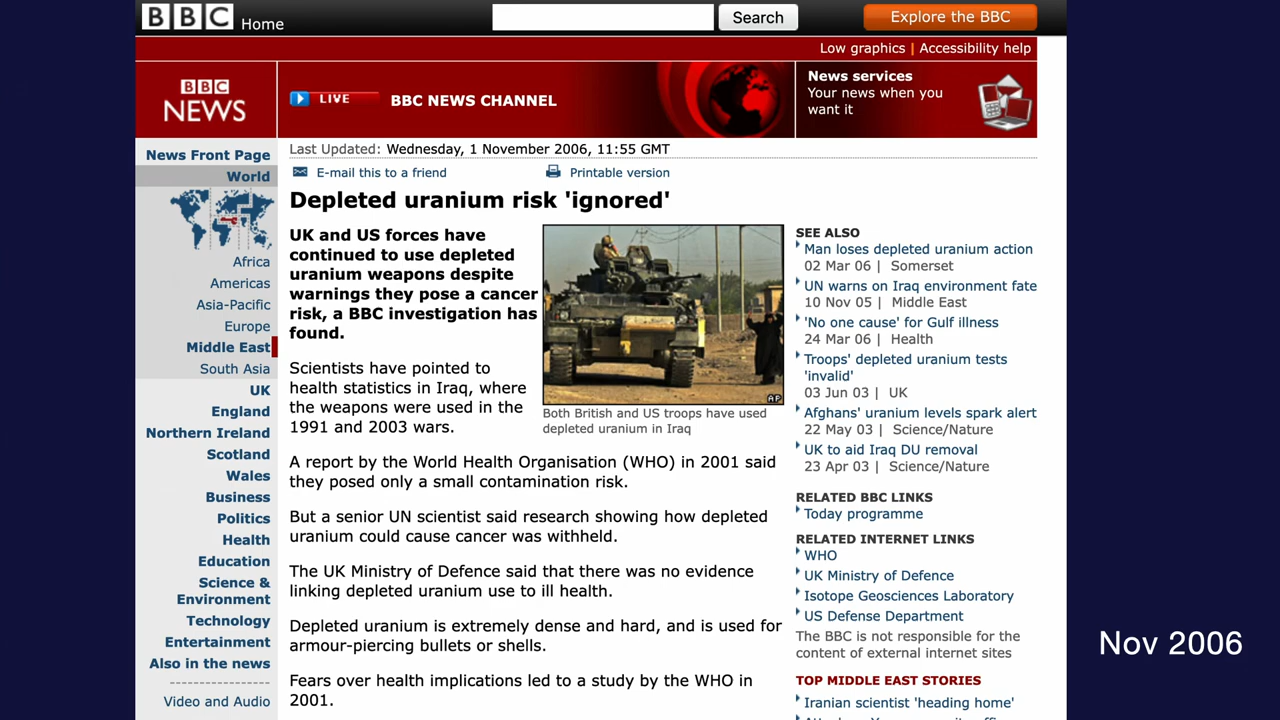 BBC Home
Search
Explore the BBC
Low graphics | Accessibility help
BBC
NEWS
LIVE
BBC NEWS CHANNEL
News services
Your news when you
want it
News Front Page
World
Africa
Americas
Asia-Pacific
Europe
Middle East
South Asia
UK
England
Northern Ireland
Scotland
Wales
Business
Politics
Health
Education
Science &
Environment
Technology
Entertainment
Also in the news
Video and Audio
Last Updated: Wednesday, 1 November 2006, 11:55 GMT
E-mail this to a friend
Printable version
Depleted uranium risk 'ignored'
UK and US forces have
continued to use depleted
uranium weapons despite
warnings they pose a cancer
risk, a BBC investigation has
found.
AP
Both British and US troops have used
depleted uranium in Iraq
Scientists have pointed to
health statistics in Iraq, where
the weapons were used in the
1991 and 2003 wars.
A report by the World Health Organisation (WHO) in 2001 said
they posed only a small contamination risk.
But a senior UN scientist said research showing how depleted
uranium could cause cancer was withheld.
The UK Ministry of Defence said that there was no evidence
linking depleted uranium use to ill health.
Depleted uranium is extremely dense and hard, and is used for
armour-piercing bullets or shells.
Fears over health implications led to a study by the WHO in
2001.
SEE ALSO
Man loses depleted uranium action
02 Mar 06 | Somerset
UN warns on Iraq environment fate
10 Nov 05 | Middle East
'No one cause' for Gulf illness
24 Mar 06 | Health
Troops' depleted uranium tests
'invalid'
03 Jun 03 | UK
Afghans' uranium levels spark alert
22 May 03 | Science/Nature
UK to aid Iraq DU removal
23 Apr 03 | Science/Nature
RELATED BBC LINKS
Today programme
RELATED INTERNET LINKS
WHO
UK Ministry of Defence
Isotope Geosciences Laboratory
US Defense Department
The BBC is not responsible for the
content of external internet sites
TOP MIDDLE EAST STORIES
Iranian scientist 'heading home'
Nov 2006